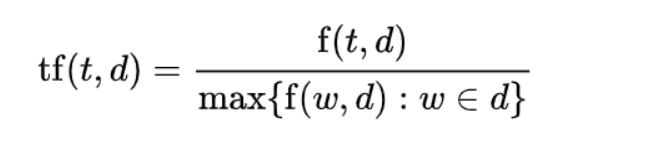 tf(t, d) = f(t, d) / max{f(w, d) : w ∈ d}